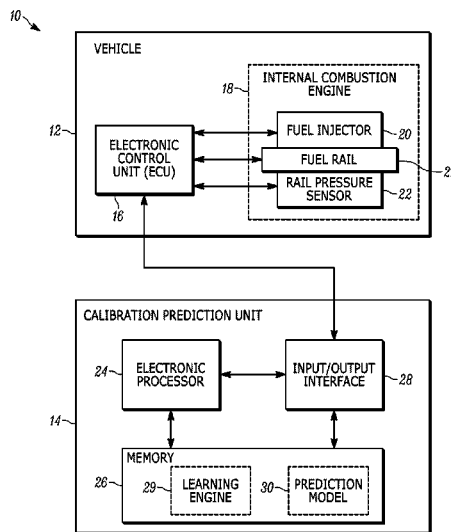 10
VEHICLE
INTERNAL COMBUSTION
ENGINE
18
12
ELECTRONIC
CONTROL
UNIT (ECU)
16
FUEL INJECTOR
20
FUEL RAIL
2
RAIL PRESSURE
SENSOR
22
CALIBRATION PREDICTION UNIT
24
ELECTRONIC
PROCESSOR
INPUT/OUTPUT
INTERFACE
28
14
MEMORY
26
29
LEARNING
ENGINE
30
PREDICTION
MODEL